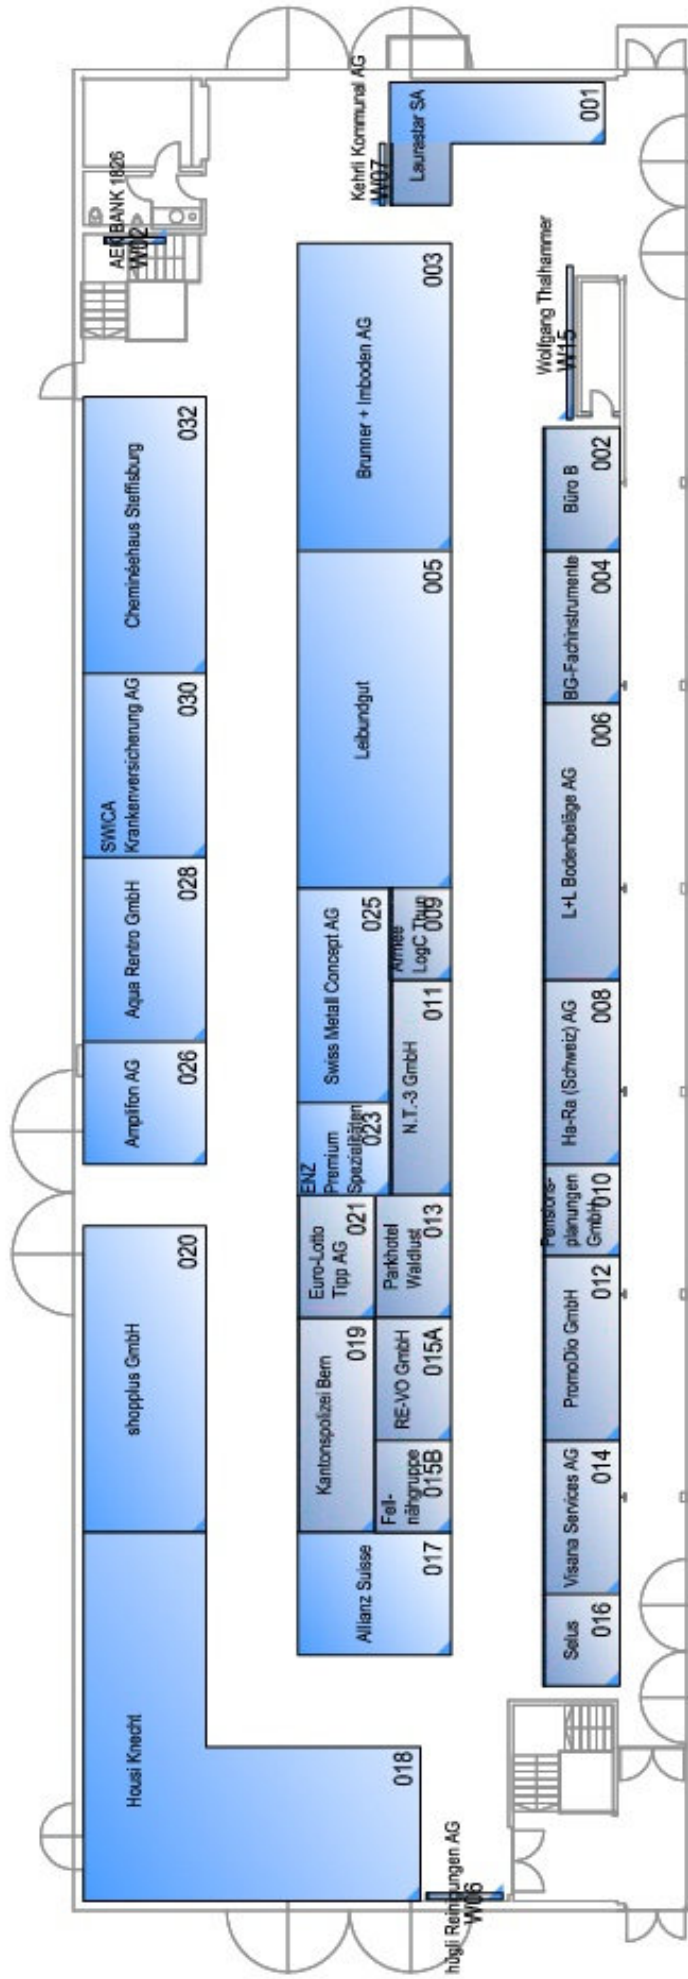 AEK BANK 1826
W02
Kehrli Kommunal AG
W07
Laurastar SA
001
Wolfgang Thalhammer
W15
Cheminéehaus Steffisburg
032
SWICA
Krankenversicherung AG
030
Aqua Rentro GmbH
028
Amplifon AG
026
shopplus GmbH
020
Housi Knecht
018
Brunner + Imboden AG
003
Leibundgut
005
Swiss Metall Concept AG
025
Armee
LogC Thun
009
N.T.-3 GmbH
011
ENZ
Premium
Spezialitäten
023
Euro-Lotto
Tipp AG
021
Parkhotel
Waldlust
013
Kantonspolizei Bern
019
RE-VO GmbH
015A
Fell-
nähgruppe
015B
Allianz Suisse
017
Büro B
002
BG-Fachinstrumente
004
L+L Bodenbeläge AG
006
Ha-Ra (Schweiz) AG
008
Pensions-
planungen
GmbH
010
PromoDio GmbH
012
Visana Services AG
014
Selus
016
hügli Reinigungen AG
W06